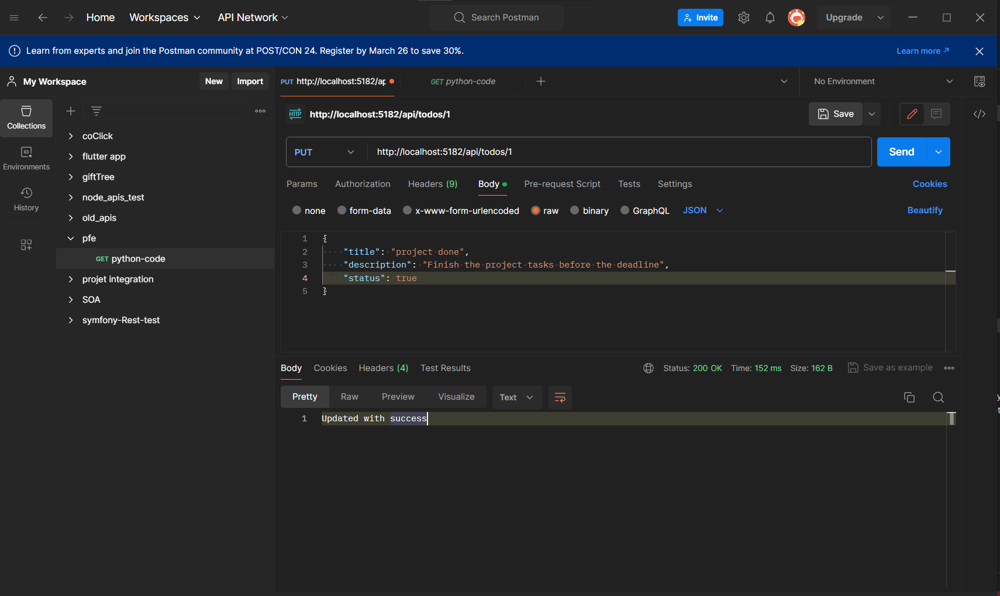 Home Workspaces API Network Search Postman Invite Upgrade
Learn from experts and join the Postman community at POST/CON 24. Register by March 26 to save 30%. Learn more
My Workspace New Import PUT http://localhost:5182/ap GET python-code No Environment
Collections
Environments
History
coClick
flutter app
giftTree
node_apis_test
old_apis
pfe
GET python-code
projet integration
SOA
symfony-Rest-test
HTTP http://localhost:5182/api/todos/1 Save
PUT http://localhost:5182/api/todos/1 Send
Params Authorization Headers (9) Body Pre-request Script Tests Settings Cookies
none form-data x-www-form-urlencoded raw binary GraphQL JSON Beautify
1 {
2 "title": "project done",
3 "description": "Finish the project tasks before the deadline",
4 "status": true
5 }
Body Cookies Headers (4) Test Results Status: 200 OK Time: 152 ms Size: 162 B Save as example
Pretty Raw Preview Visualize Text
1 Updated with success